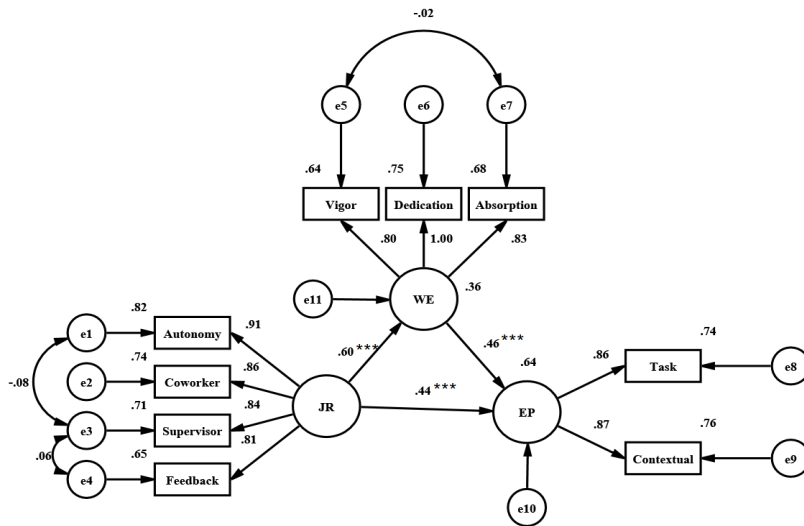 -.02
e5
e6
e7
.64
.75
.68
Vigor
Dedication
Absorption
.80
1.00
.83
e11
WE
.36
.82
e1
Autonomy
.91
.60***
.46***
.74
.74
.64
.86
e2
Coworker
.86
Task
e8
-.08
.71
.84
JR
.44***
EP
e3
Supervisor
.87
.76
.06
.65
.81
e4
Feedback
Contextual
e9
e10